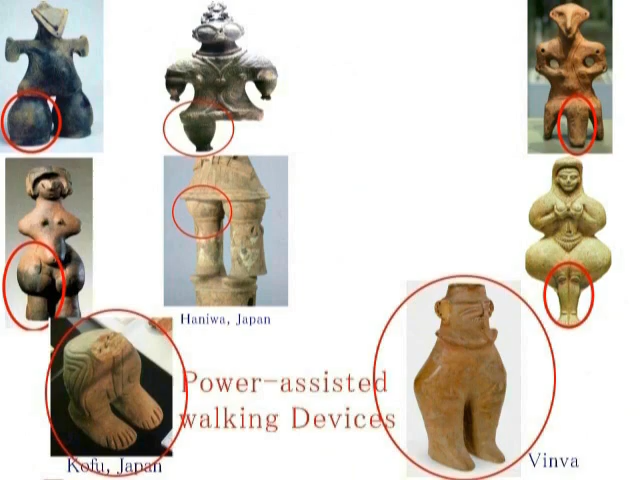 Haniwa, Japan
Power-assisted
walking Devices
Kofu, Japan
Vinva